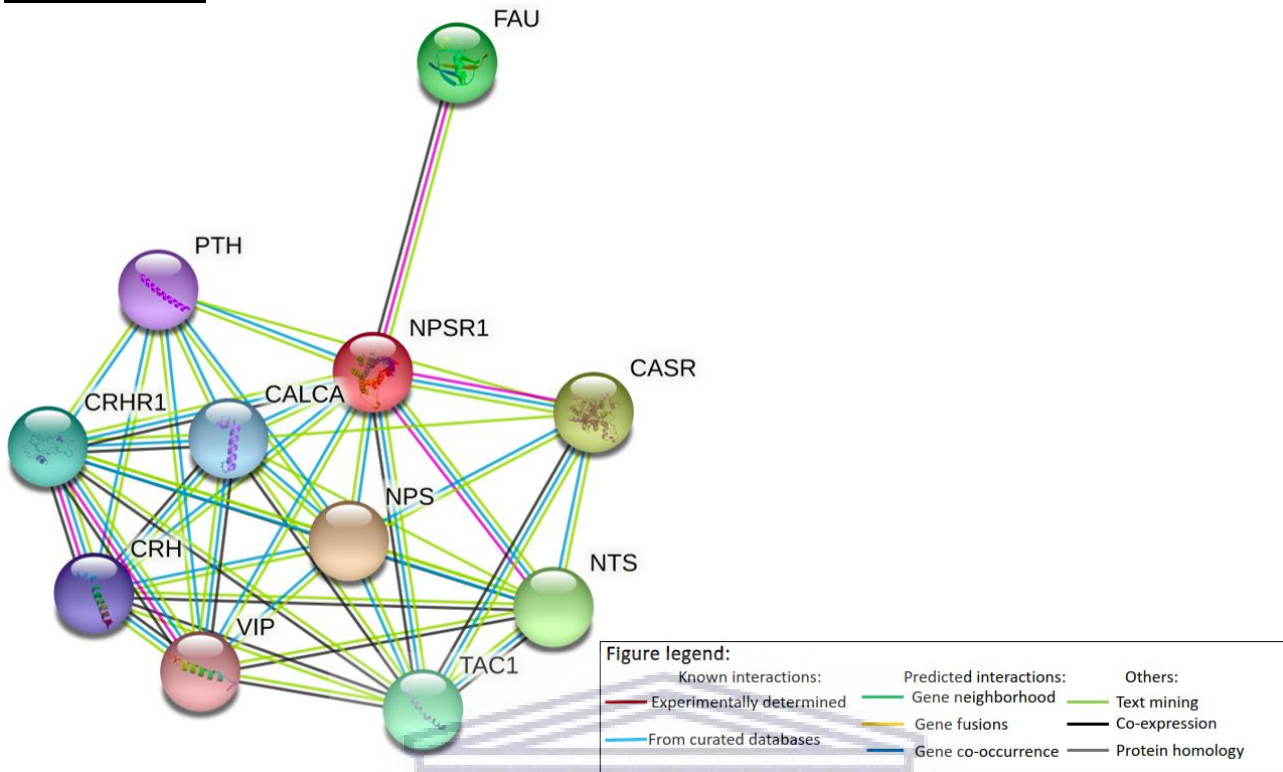 FAU
PTH
NPSR1
CASR
CALCA
CRHR1
NPS
CRH
NTS
VIP
TAC1
Figure legend:
Known interactions:
Experimentally determined
From curated databases
Predicted interactions:
Gene neighborhood
Gene fusions
Gene co-occurrence
Others:
Text mining
Co-expression
Protein homology